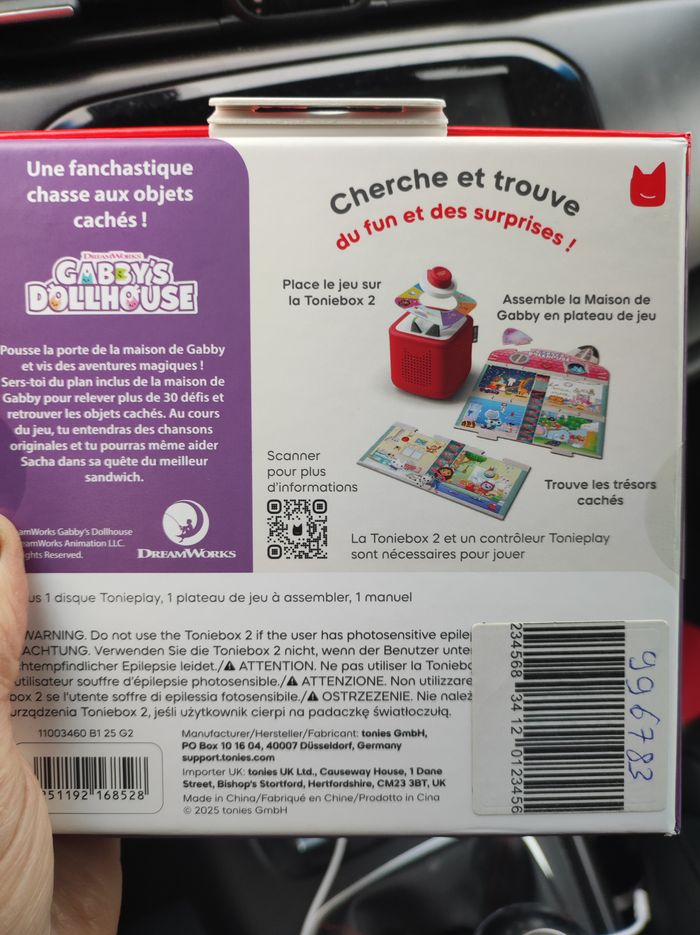 Une fanchastique
chasse aux objets
cachés !
DREAMWORKS
GABBY'S
DOLLHOUSE
Pousse la porte de la maison de Gabby
et vis des aventures magiques !
Sers-toi du plan inclus de la maison de
Gabby pour relever plus de 30 défis et
retrouver les objets cachés. Au cours
du jeu, tu entendras des chansons
originales et tu pourras même aider
Sacha dans sa quête du meilleur
sandwich.
Gabby's Dollhouse
Animation LLC.
Reserved.
DREAMWORKS
Cherche et trouve
du fun et des surprises !
Place le jeu sur
la Toniebox 2
Assemble la Maison de
Gabby en plateau de jeu
Trouve les trésors
cachés
Scanner
pour plus
d'informations
La Toniebox 2 et un contrôleur Tonieplay
sont nécessaires pour jouer
1 disque Tonieplay, 1 plateau de jeu à assembler, 1 manuel
WARNING. Do not use the Toniebox 2 if the user has photosensitive
ACHTUNG. Verwenden Sie die Toniebox 2 nicht, wenn der Benutzer
Epilepsie leidet./⚠ ATTENTION. Ne pas utiliser la
utilisateur souffre d'épilepsie photosensible./⚠ ATTENZIONE. Non utilizzare
box 2 se l'utente soffre di epilessia fotosensibile./⚠ OSTRZEŻENIE. Nie
urządzenia Toniebox 2, jeśli użytkownik cierpi na padaczkę światłoczułą.
11003460 B1 25 G2
51192 168528
Manufacturer/Hersteller/Fabricant: tonies GmbH,
PO Box 10 16 04, 40007 Düsseldorf, Germany
support.tonies.com
Importer UK: tonies UK Ltd., Causeway House, 1 Dane
Street, Bishop's Stortford, Hertfordshire, CM23 3BT, UK
Made in China/Fabriqué en Chine/Prodotto in Cina
© 2025 tonies GmbH
234568 3412 0123456
996783